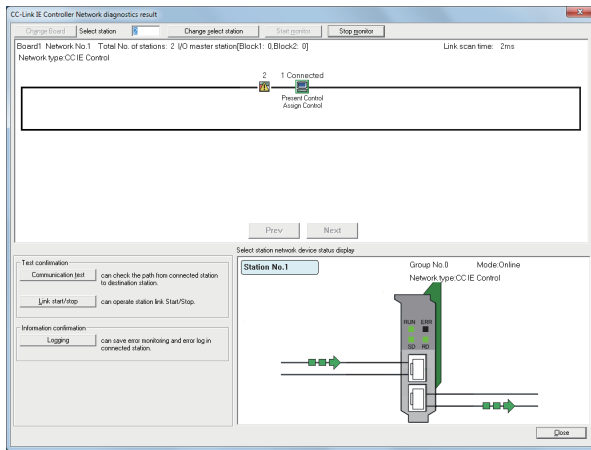 CC-Link IE Controller Network diagnostics result
Change Board Select station Change select station Start monitor Stop monitor
Board1 Network No.1 Total No. of stations: 2 I/O master station[Block1: 0,Block2: 0] Link scan time: 2ms
Network type:CC IE Control
2 1 Connected
Present Control
Assign Control
Prev Next
Select station network device status display
Test confirmation
Communication test can check the path from connected station
to destination station.
Link start/stop can operate station link Start/Stop.
Information confirmation
Logging can save error monitoring and error log in
connected station.
Station No.1 Group No.0 Mode:Online
Network type:CC IE Control
RUN ERR
SD RD
Close